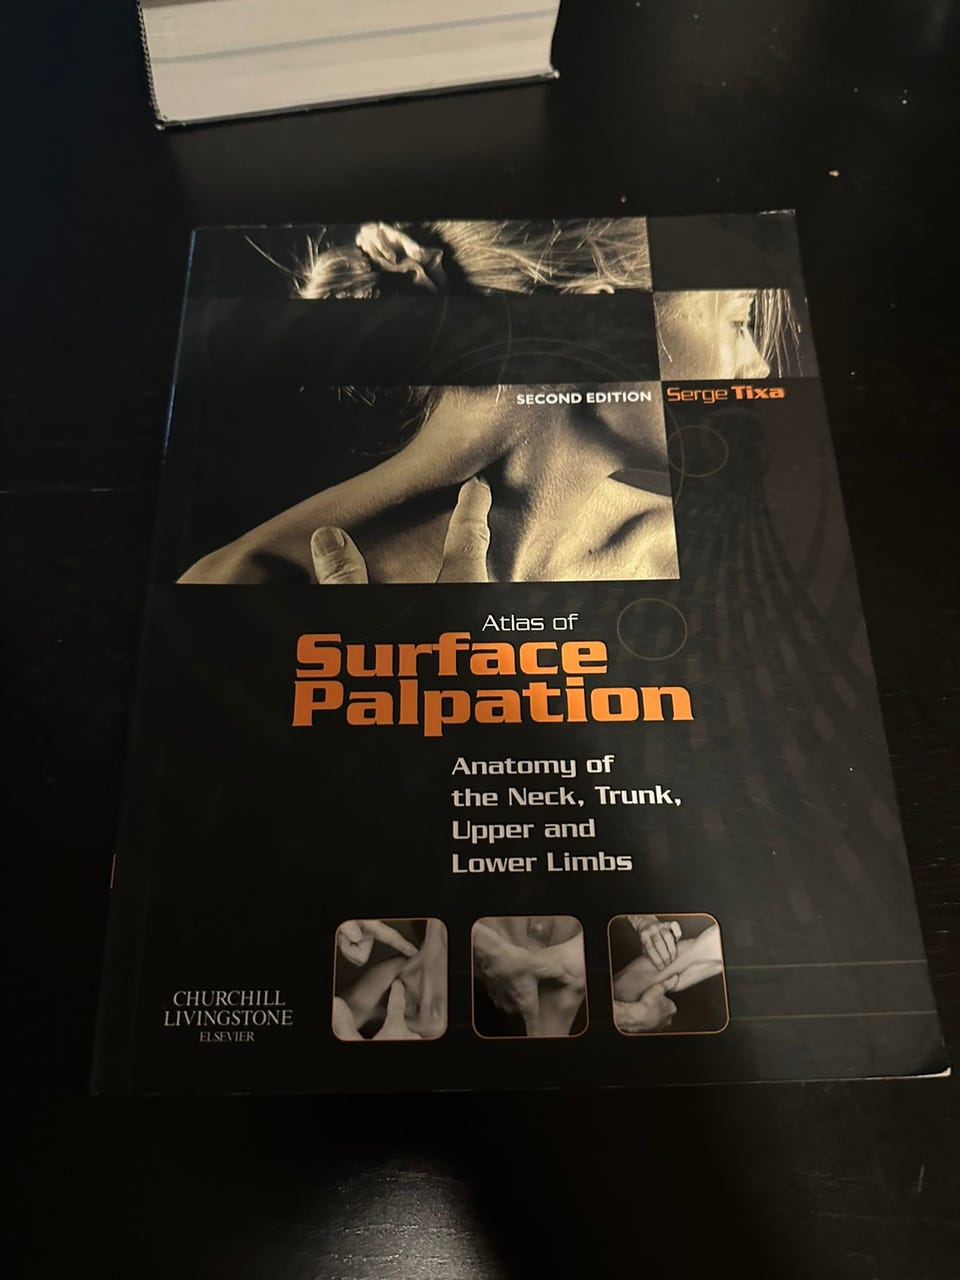 SECOND EDITION
Serge Tixa
Atlas of
Surface
Palpation
Anatomy of
the Neck, Trunk,
Upper and
Lower Limbs
CHURCHILL
LIVINGSTONE
ELSEVIER